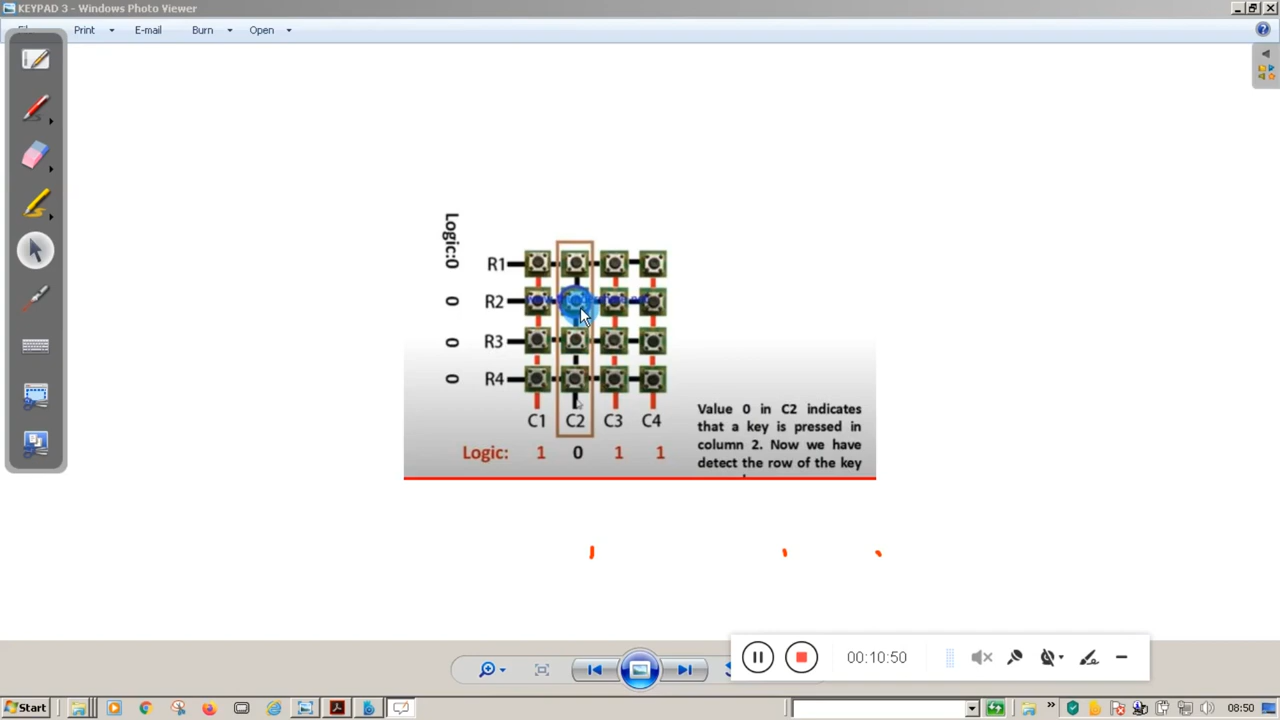 KEYPAD 3 - Windows Photo Viewer
Print
E-mail
Burn
Open
Logic:0
R1
0
R2
0
R3
0
R4
C1
C2
C3
C4
Logic:
1
0
1
1
Value 0 in C2 indicates
that a key is pressed in
column 2. Now we have
detect the row of the key
00:10:50
Start
08:50